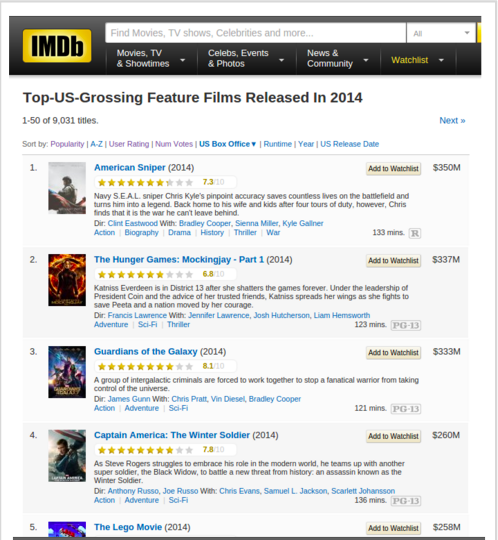 IMDb
Find Movies, TV shows, Celebrities and more...
All
Movies, TV
& Showtimes
Celebs, Events
& Photos
News &
Community
Watchlist
Top-US-Grossing Feature Films Released In 2014
1-50 of 9,031 titles.
Next »
Sort by: Popularity | A-Z | User Rating | Num Votes | US Box Office▼ | Runtime | Year | US Release Date
1. American Sniper (2014) Add to Watchlist $350M
7.3/10
Navy S.E.A.L. sniper Chris Kyle's pinpoint accuracy saves countless lives on the battlefield and
turns him into a legend. Back home to his wife and kids after four tours of duty, however, Chris
finds that it is the war he can't leave behind.
Dir: Clint Eastwood With: Bradley Cooper, Sienna Miller, Kyle Gallner
Action | Biography | Drama | History | Thriller | War 133 mins. R
2. The Hunger Games: Mockingjay - Part 1 (2014) Add to Watchlist $337M
6.8/10
Katniss Everdeen is in District 13 after she shatters the games forever. Under the leadership of
President Coin and the advice of her trusted friends, Katniss spreads her wings as she fights to
save Peeta and a nation moved by her courage.
Dir: Francis Lawrence With: Jennifer Lawrence, Josh Hutcherson, Liam Hemsworth
Adventure | Sci-Fi | Thriller 123 mins. PG-13
3. Guardians of the Galaxy (2014) Add to Watchlist $333M
8.1/10
A group of intergalactic criminals are forced to work together to stop a fanatical warrior from taking
control of the universe.
Dir: James Gunn With: Chris Pratt, Vin Diesel, Bradley Cooper
Action | Adventure | Sci-Fi 121 mins. PG-13
4. Captain America: The Winter Soldier (2014) Add to Watchlist $260M
7.8/10
As Steve Rogers struggles to embrace his role in the modern world, he teams up with another
super soldier, the Black Widow, to battle a new threat from history: an assassin known as the
Winter Soldier.
Dir: Anthony Russo, Joe Russo With: Chris Evans, Samuel L. Jackson, Scarlett Johansson
Action | Adventure | Sci-Fi 136 mins. PG-13
5. The Lego Movie (2014) Add to Watchlist $258M